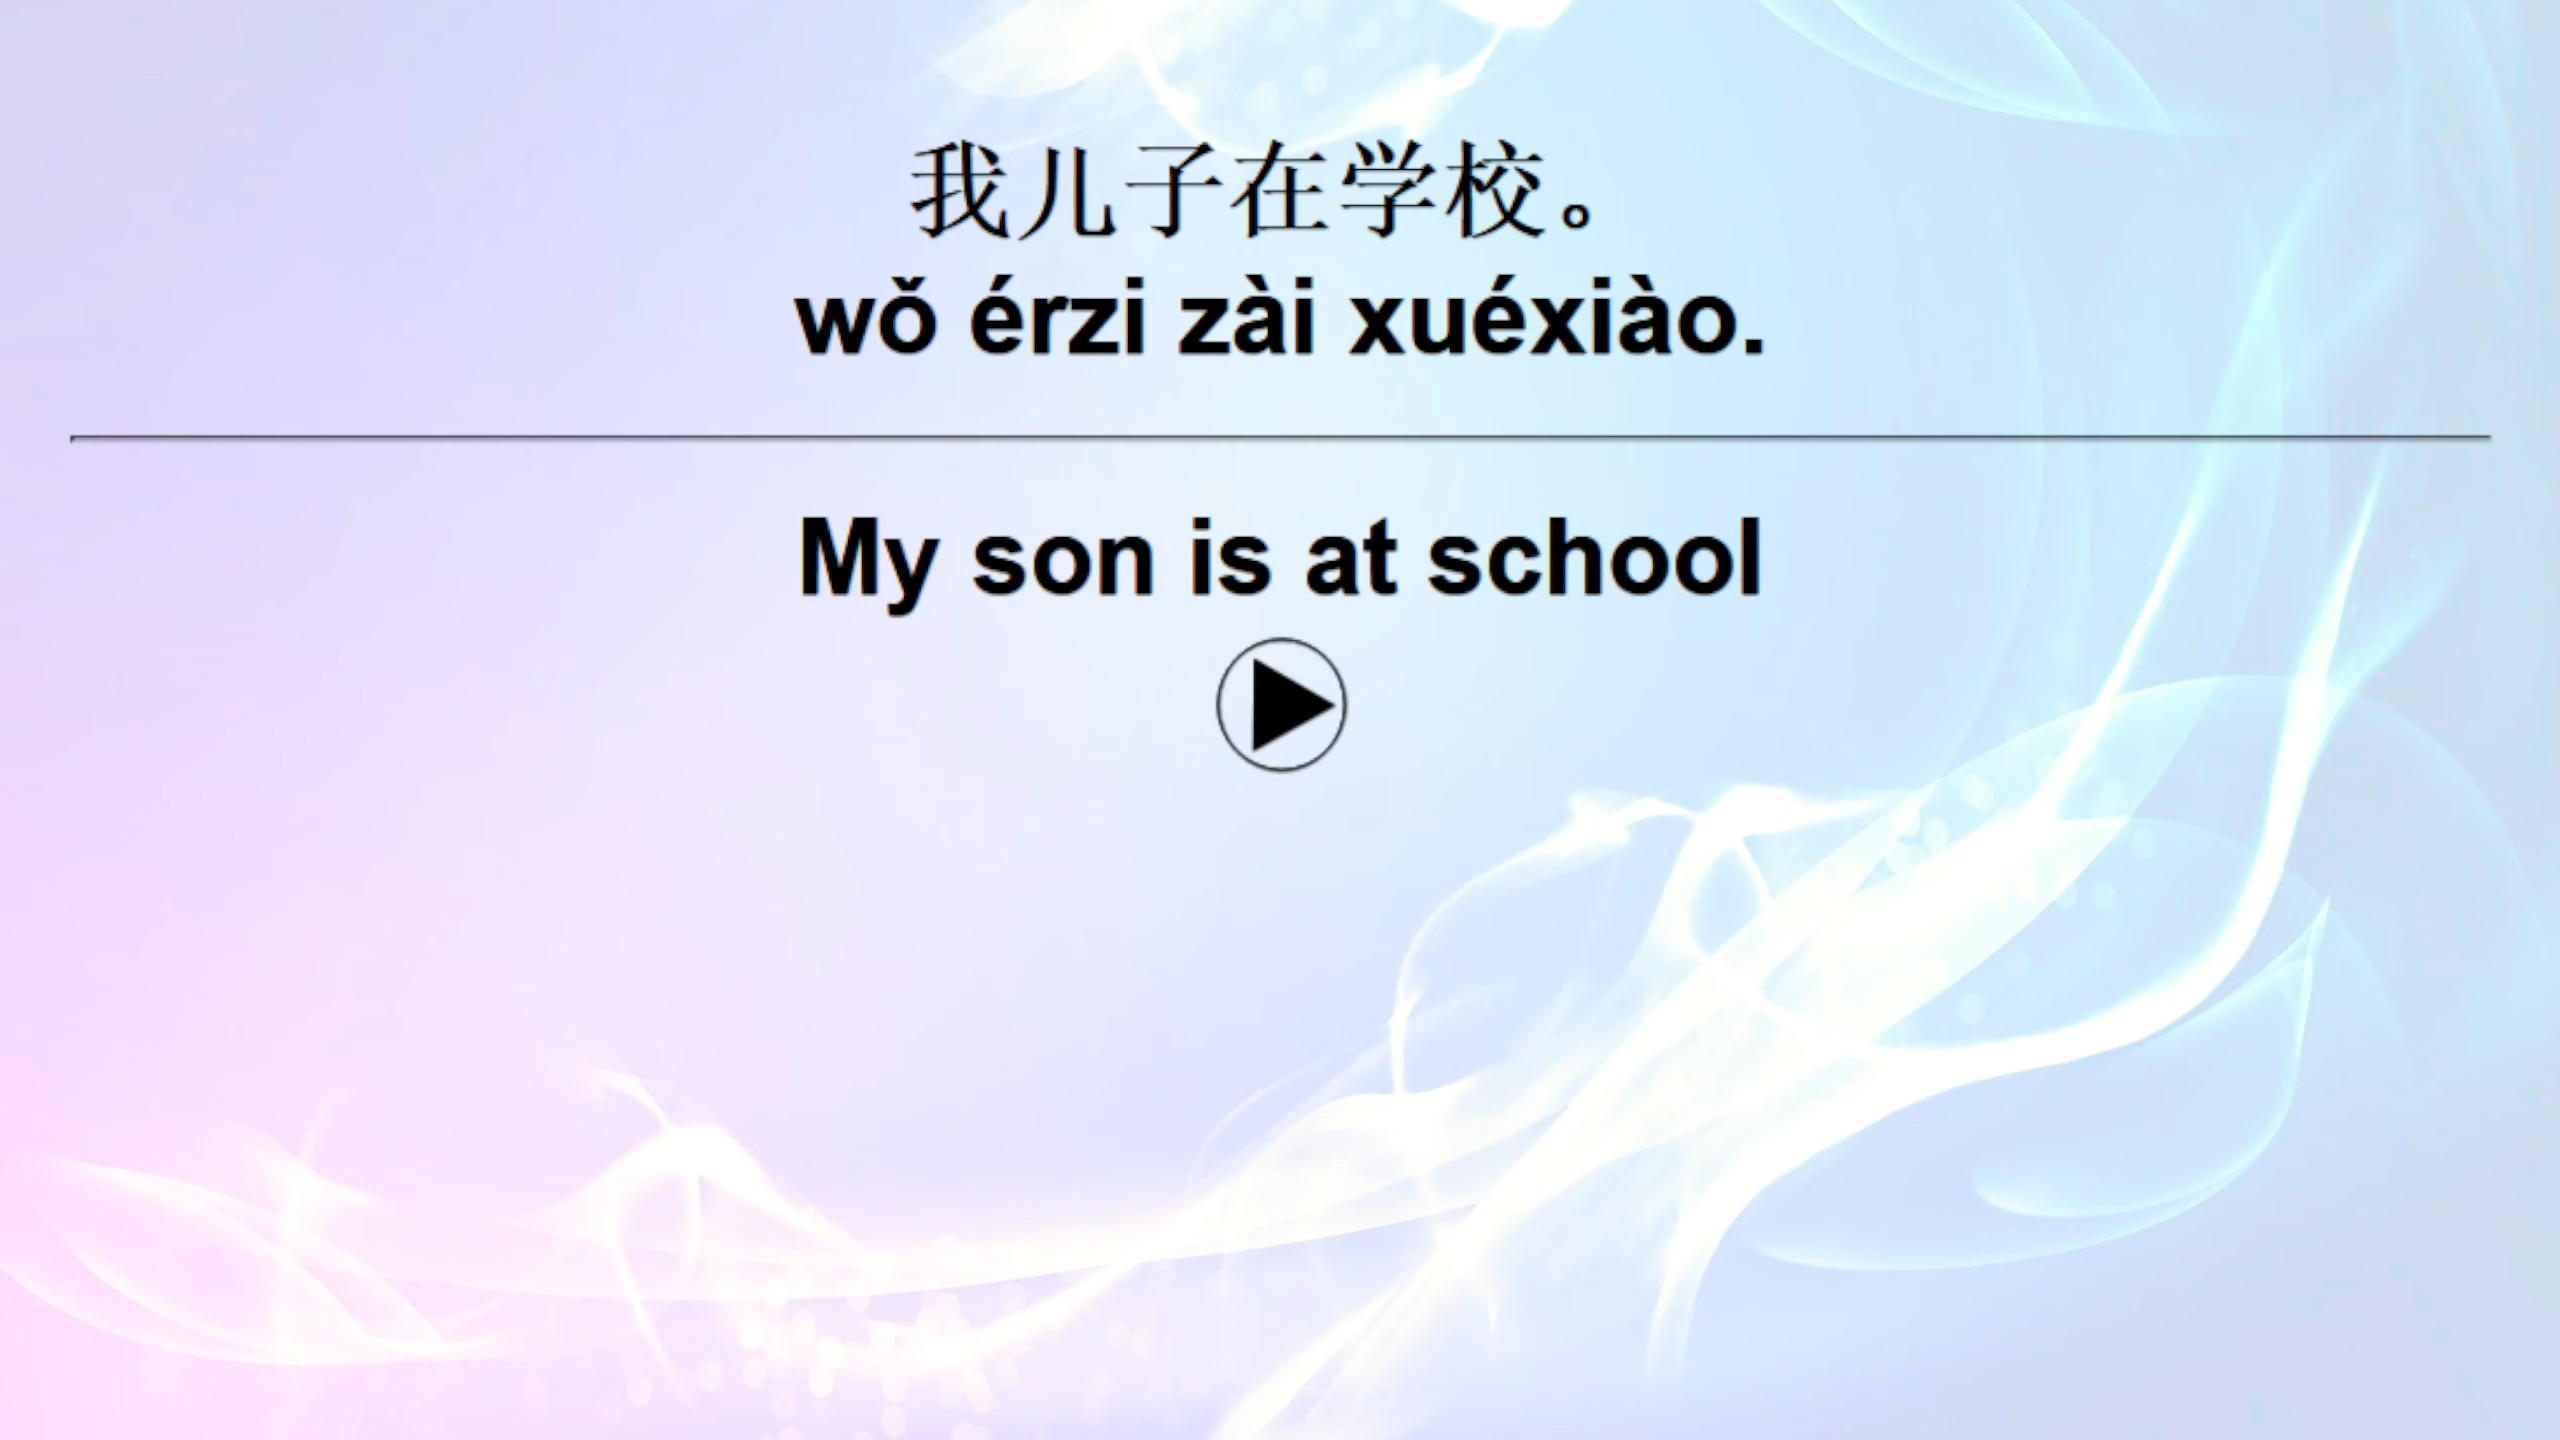 我儿子在学校。
wǒ érzi zài xuéxiào.
My son is at school